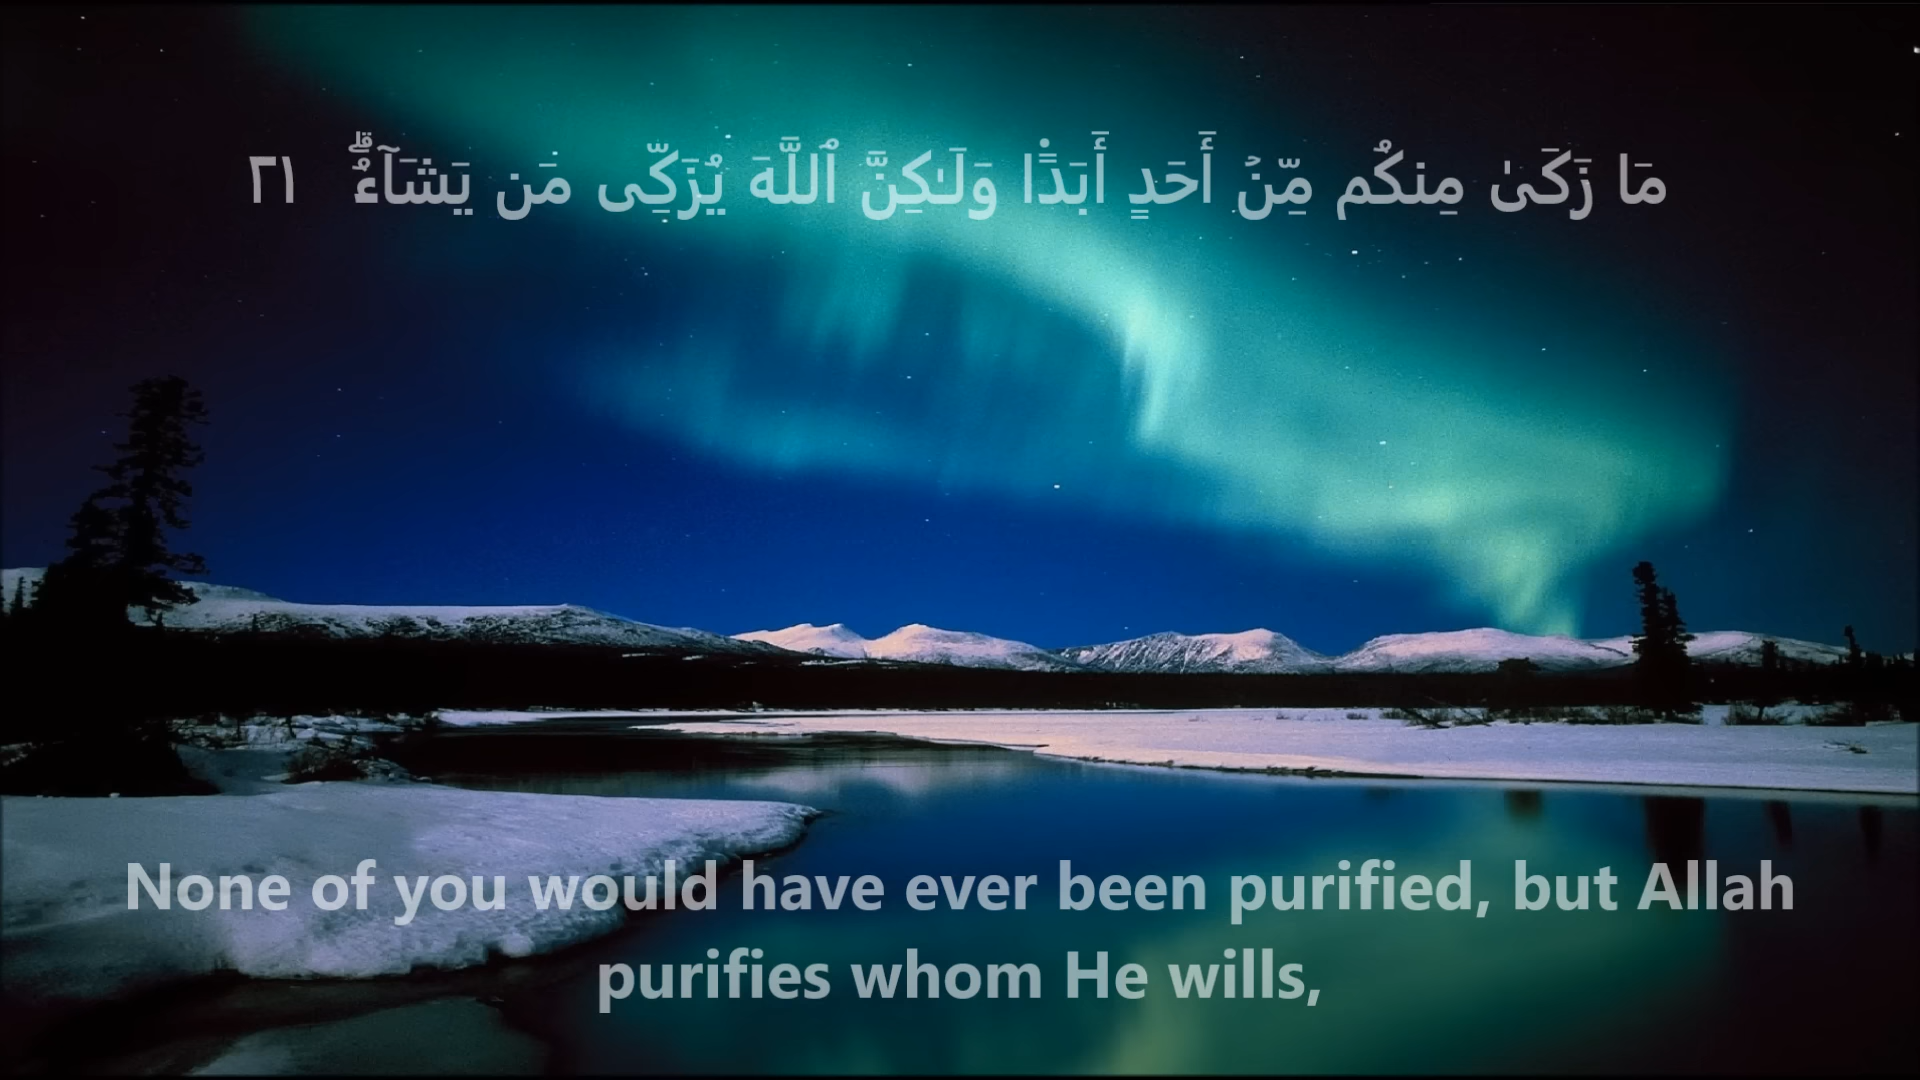 مَا زَكَىٰ مِنكُم مِّنْ أَحَدٍ أَبَدًا وَلَـٰكِنَّ ٱللَّهَ يُزَكِّى مَن يَشَآءُ ۗ ٢١
None of you would have ever been purified, but Allah
purifies whom He wills,